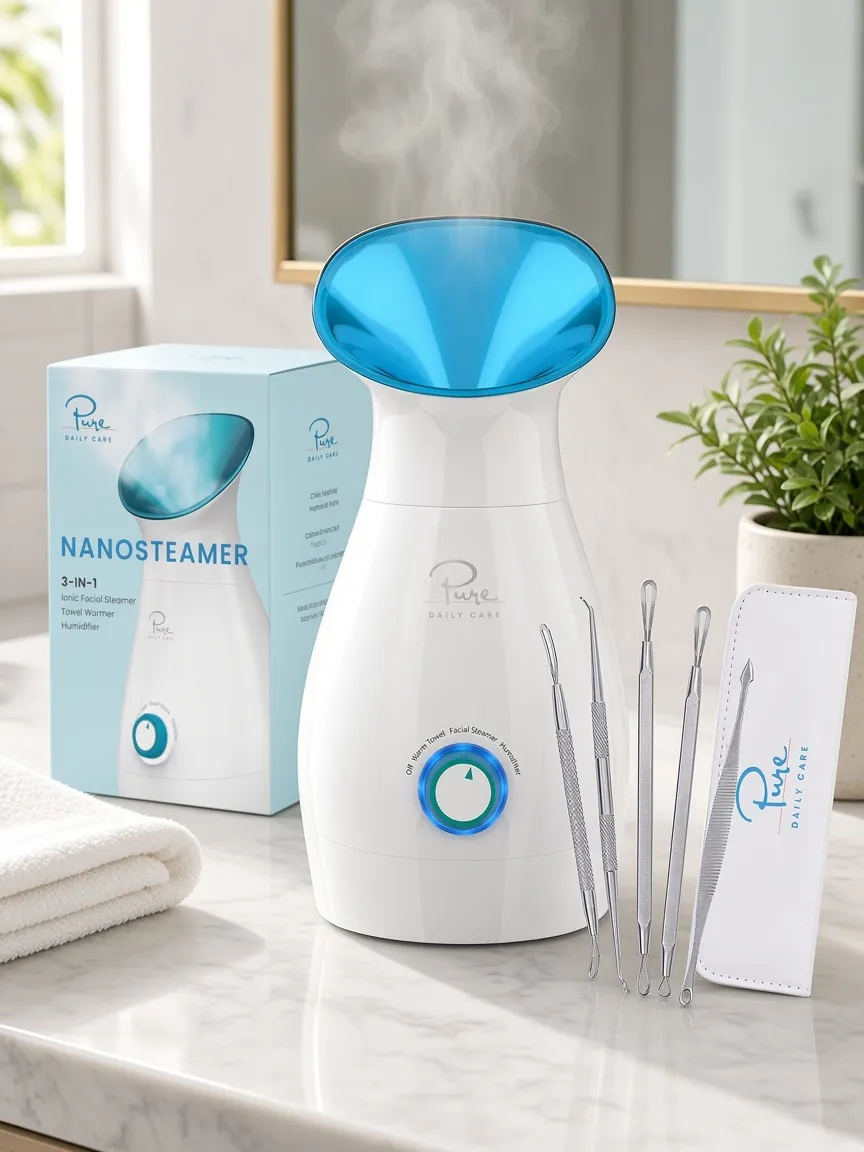 Pure
DAILY CARE
NANOSTEAMER
3-IN-1
Ionic Facial Steamer
Towel Warmer
Humidifier
Pure
DAILY CARE
Pure
DAILY CARE
Pure
DAILY CARE
Off Warm Towel Facial Steamer Humidifier
Pure
DAILY CARE